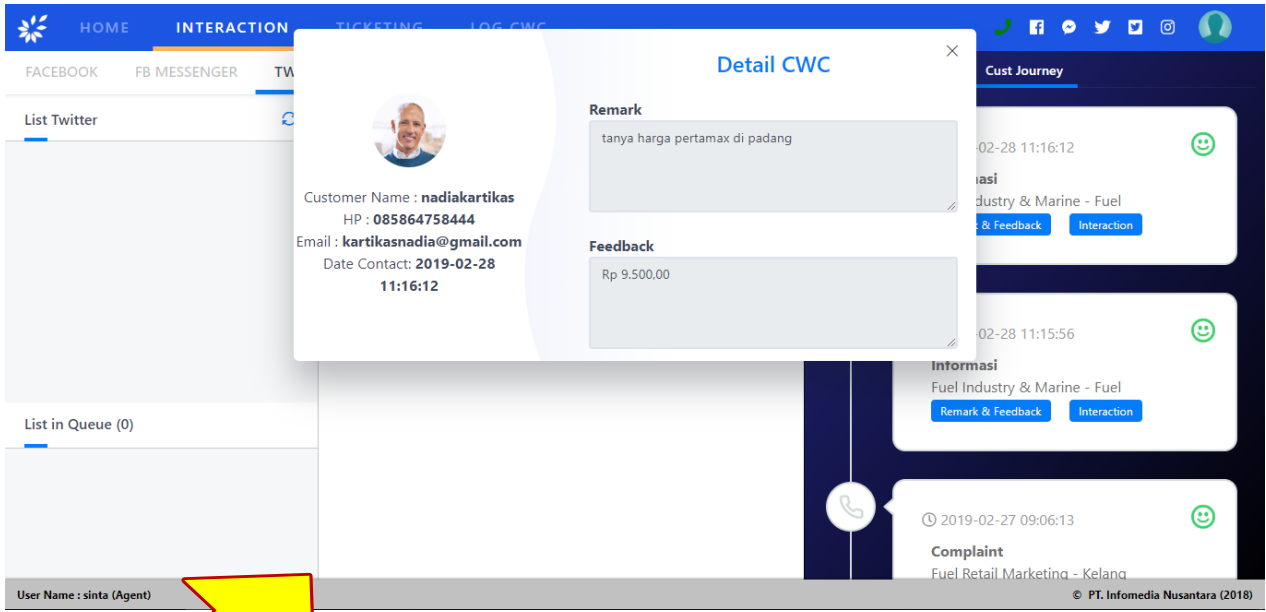 HOME INTERACTION TICKETING LOG CWC
FACEBOOK FB MESSENGER TW
Cust Journey
List Twitter
List in Queue (0)
Detail CWC
Customer Name : nadiakartikas
HP : 085864758444
Email : kartikasnadia@gmail.com
Date Contact: 2019-02-28
11:16:12
Remark
tanya harga pertamax di padang
Feedback
Rp 9.500,00
-02-28 11:16:12
dustry & Marine - Fuel
& Feedback Interaction
-02-28 11:15:56
Informasi
Fuel Industry & Marine - Fuel
Remark & Feedback Interaction
2019-02-27 09:06:13
Complaint
Fuel Retail Marketing - Kelang
User Name : sinta (Agent)
© PT. Infomedia Nusantara (2018)